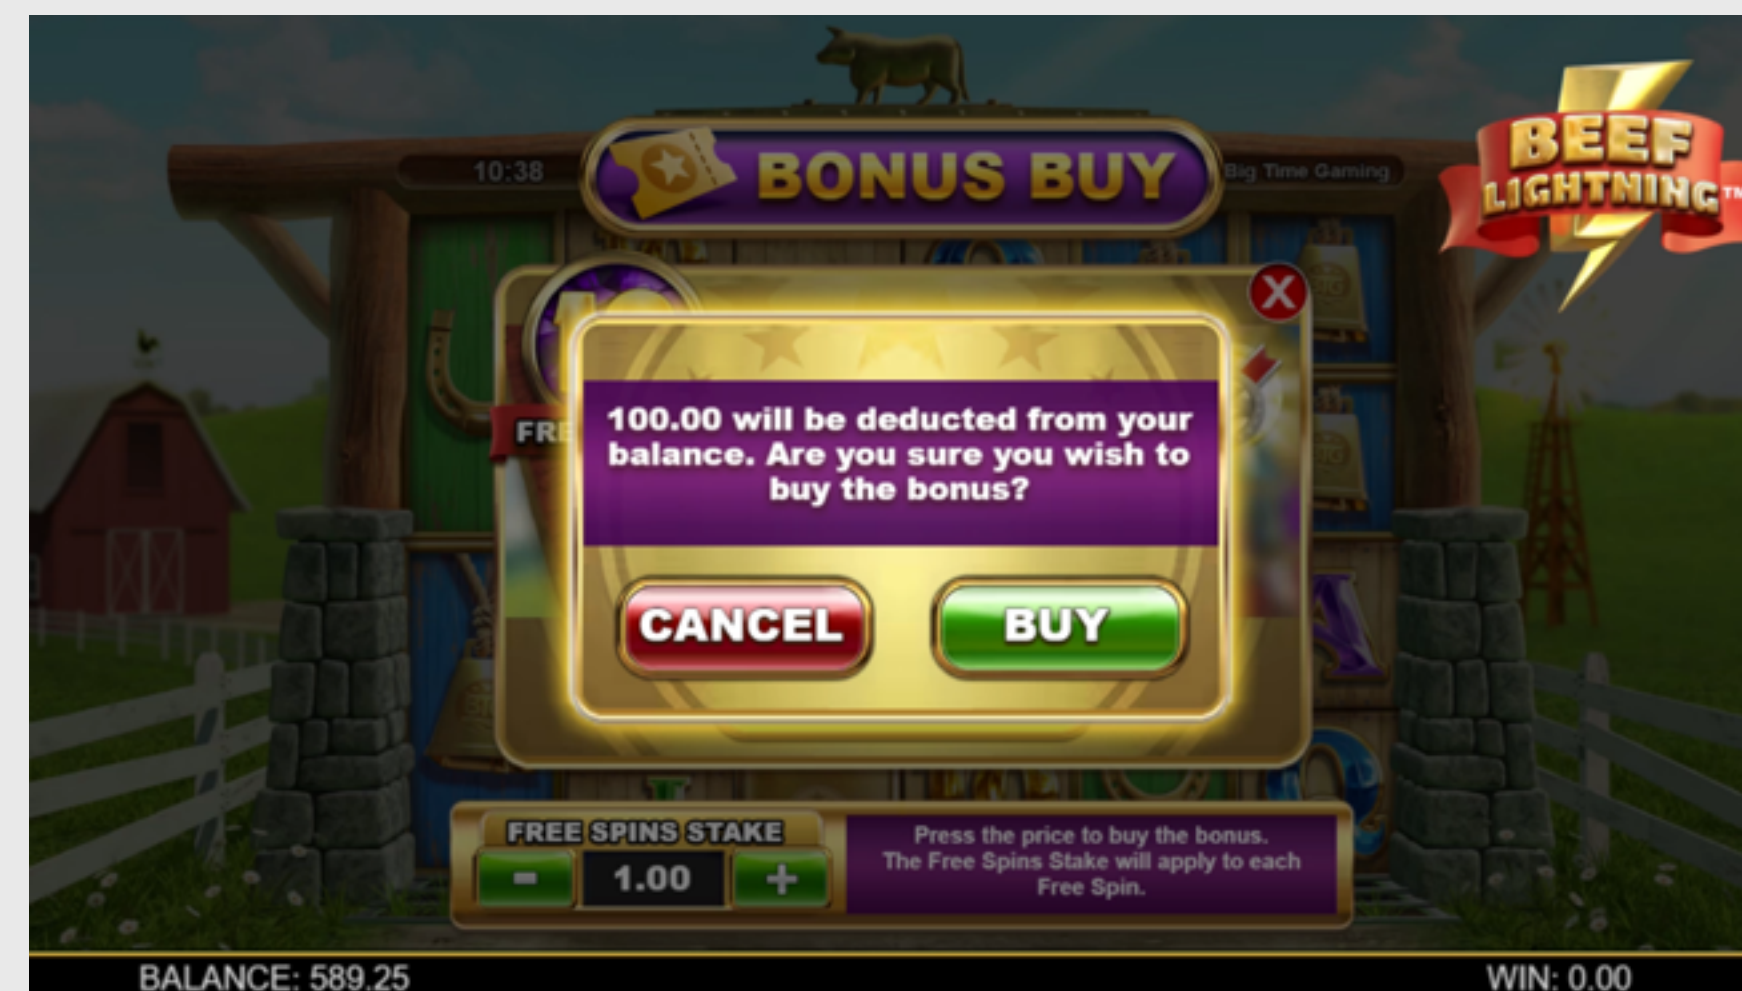 10:38
BONUS BUY
Big Time Gaming
BEEF
LIGHTNING™
X
100.00 will be deducted from your
balance. Are you sure you wish to
buy the bonus?
CANCEL
BUY
FREE SPINS STAKE
-
1.00
+
Press the price to buy the bonus.
The Free Spins Stake will apply to each
Free Spin.
BALANCE: 589.25
WIN: 0.00